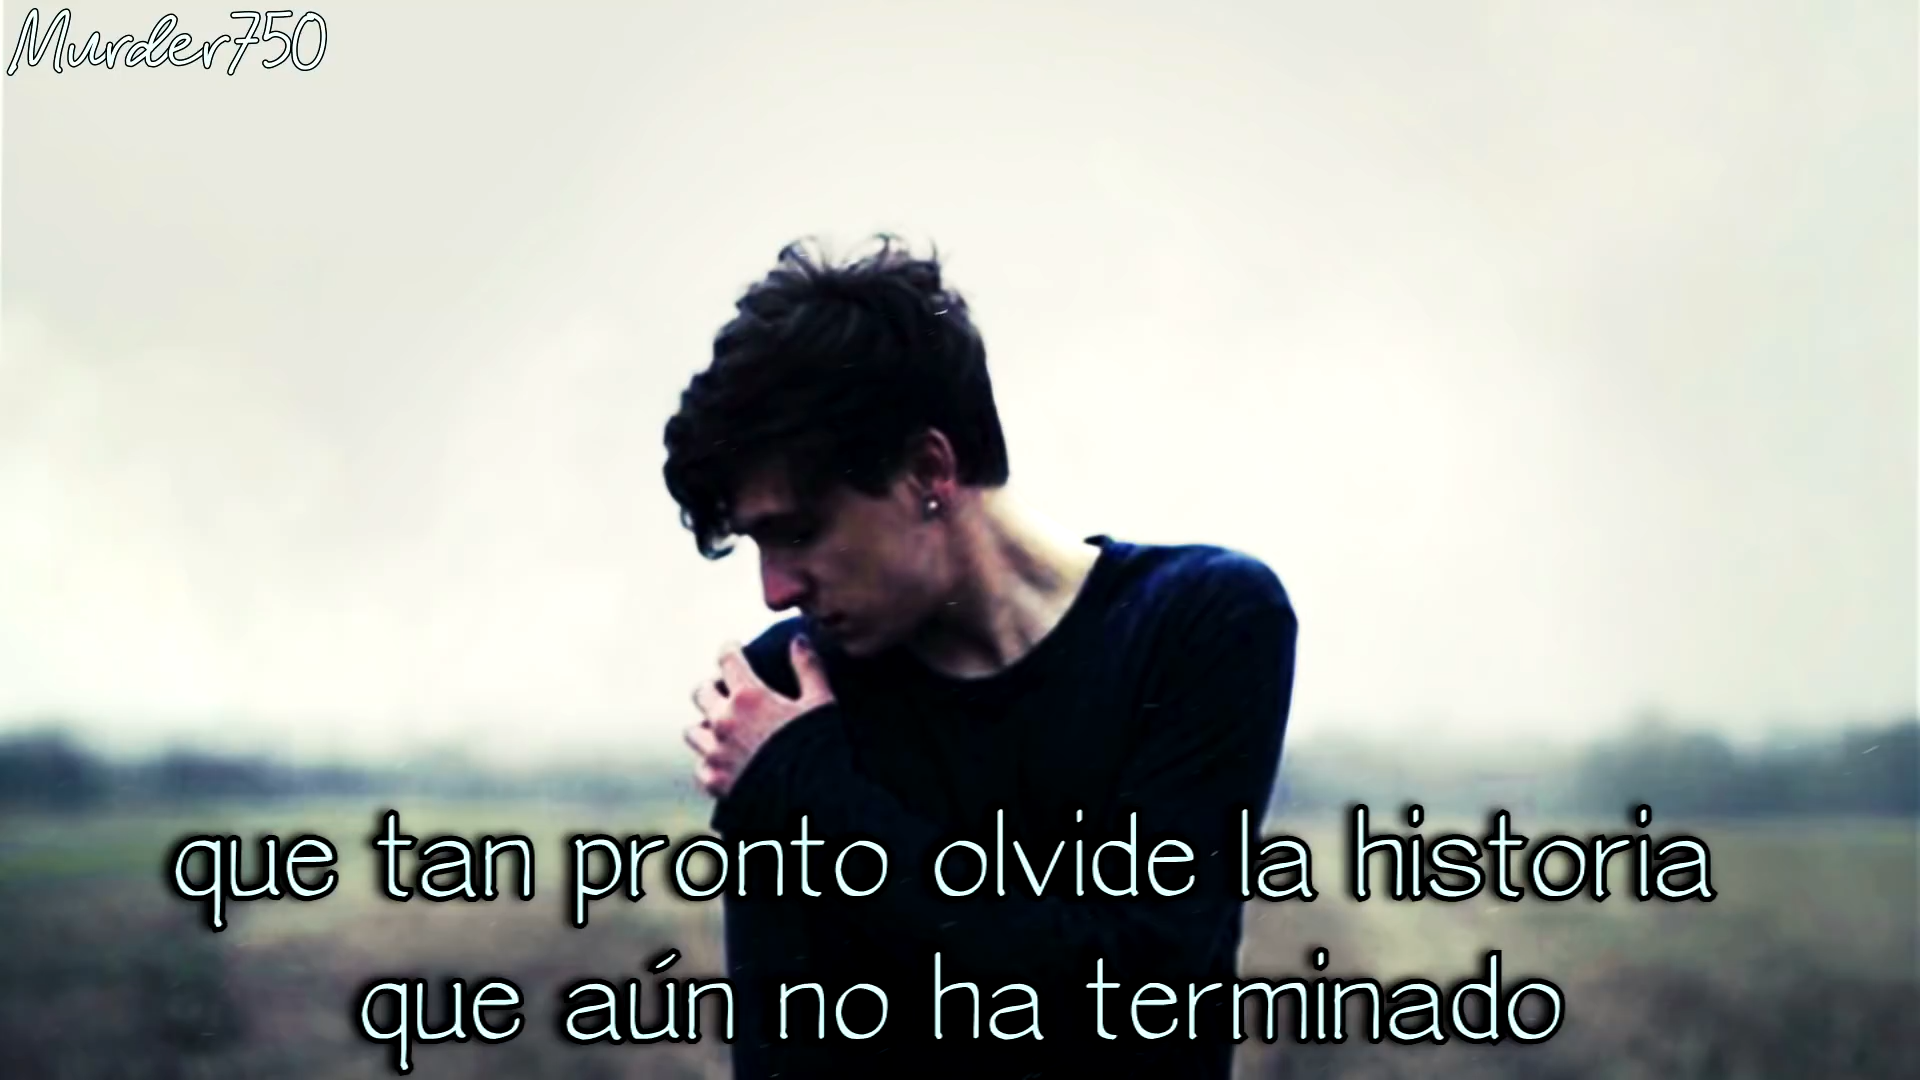 Murder750
que tan pronto olvide la historia
que aún no ha terminado